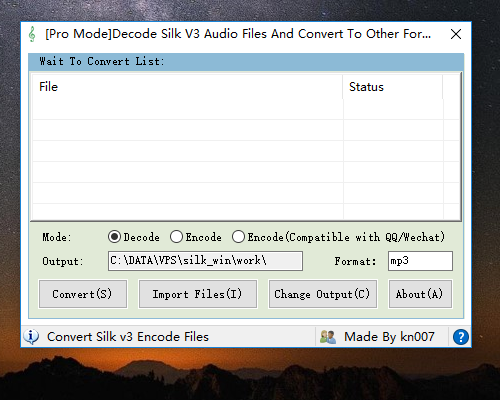 [Pro Mode]Decode Silk V3 Audio Files And Convert To Other For...
Wait To Convert List:
File Status
Mode: Decode Encode Encode(Compatible with QQ/Wechat)
Output: C:\DATA\VPS\silk_win\work\ Format: mp3
Convert(S) Import Files(I) Change Output(C) About(A)
Convert Silk v3 Encode Files Made By kn007 ?